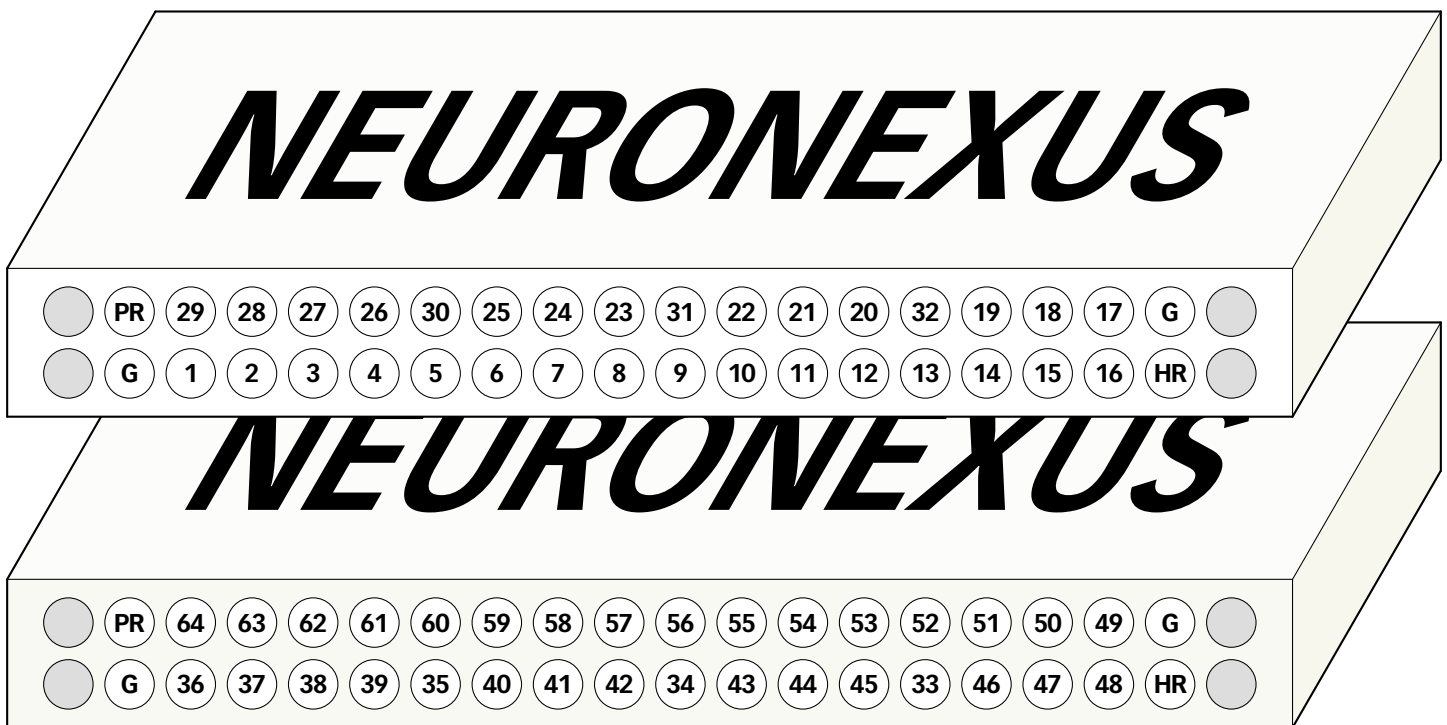 NEURONEXUS
PR 29 28 27 26 30 25 24 23 31 22 21 20 32 19 18 17 G
G 1 2 3 4 5 6 7 8 9 10 11 12 13 14 15 16 HR
NEURONEXUS
PR 64 63 62 61 60 59 58 57 56 55 54 53 52 51 50 49 G
G 36 37 38 39 35 40 41 42 34 43 44 45 33 46 47 48 HR